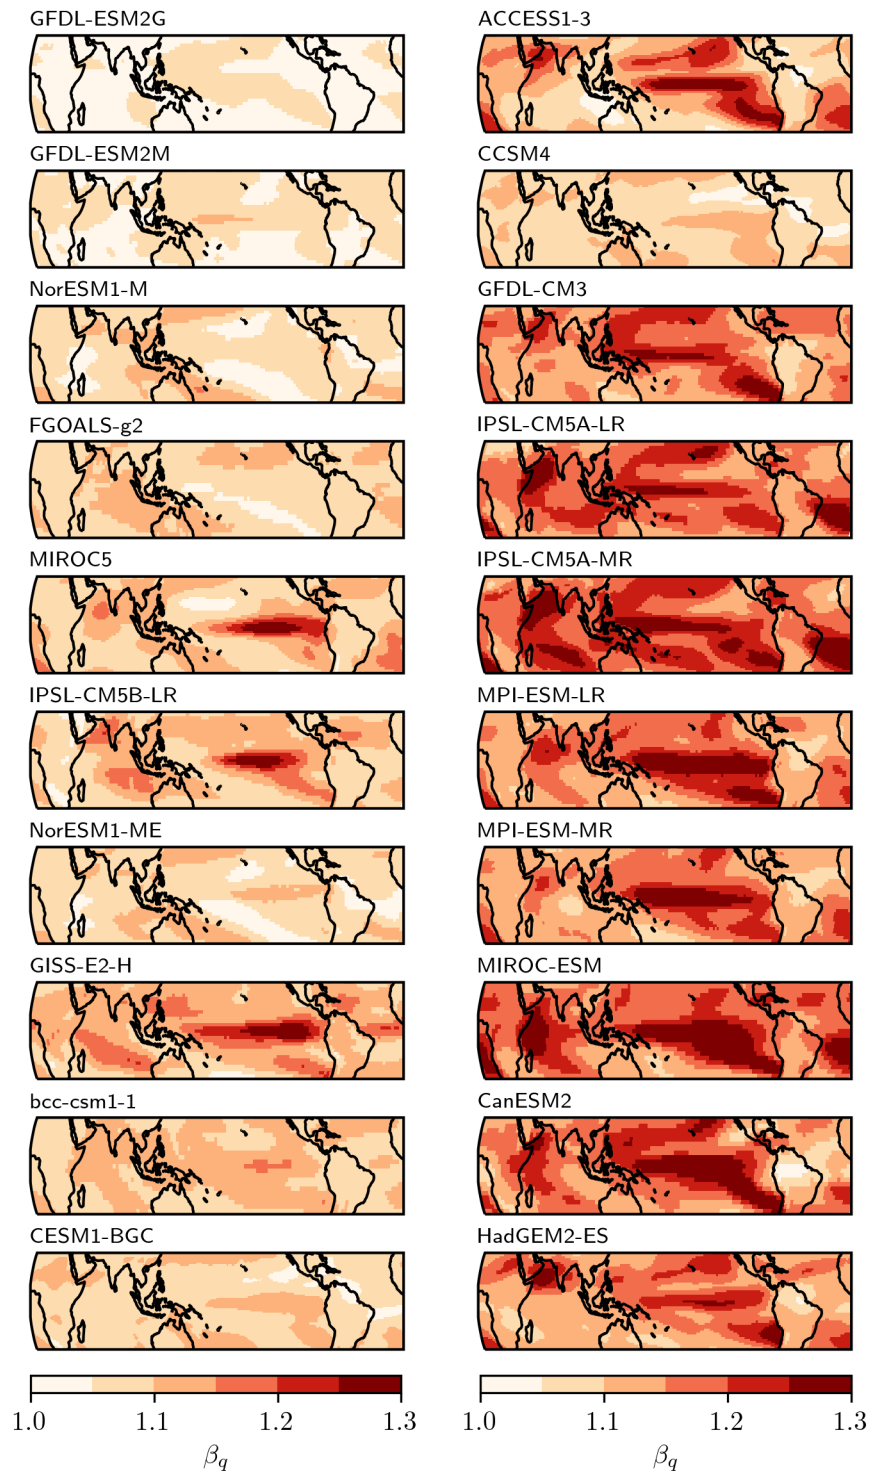 GFDL-ESM2G
GFDL-ESM2M
NorESM1-M
FGOALS-g2
MIROC5
IPSL-CM5B-LR
NorESM1-ME
GISS-E2-H
bcc-csm1-1
CESM1-BGC
1.0 1.1 1.2 1.3
β_q
ACCESS1-3
CCSM4
GFDL-CM3
IPSL-CM5A-LR
IPSL-CM5A-MR
MPI-ESM-LR
MPI-ESM-MR
MIROC-ESM
CanESM2
HadGEM2-ES
1.0 1.1 1.2 1.3
β_q